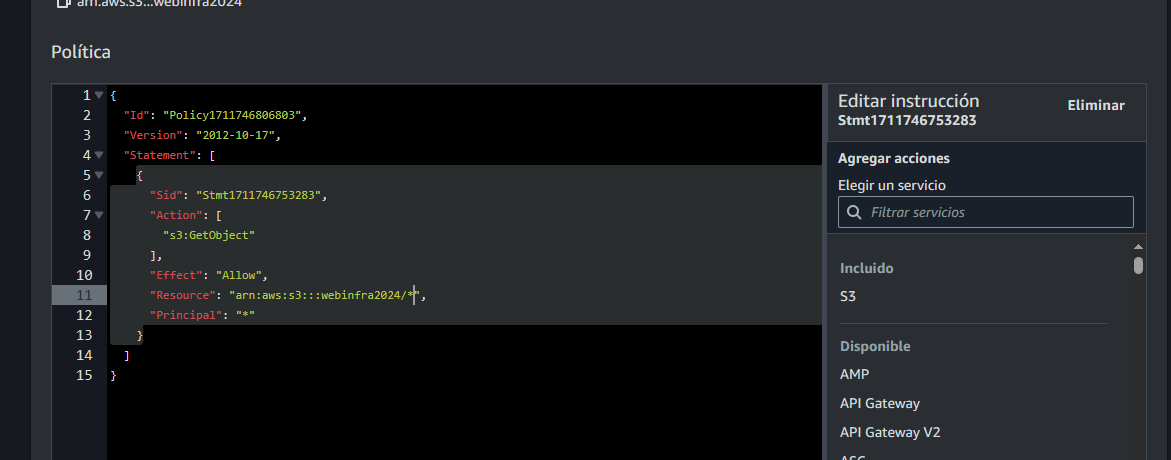 arn:aws:s3:::webinfra2024
Política
1 {
2 "Id": "Policy1711746806803",
3 "Version": "2012-10-17",
4 "Statement": [
5 {
6 "Sid": "Stmt1711746753283",
7 "Action": [
8 "s3:GetObject"
9 ],
10 "Effect": "Allow",
11 "Resource": "arn:aws:s3:::webinfra2024/*",
12 "Principal": "*"
13 }
14 ]
15 }
Editar instrucción
Stmt1711746753283
Eliminar
Agregar acciones
Elegir un servicio
Filtrar servicios
Incluido
S3
Disponible
AMP
API Gateway
API Gateway V2